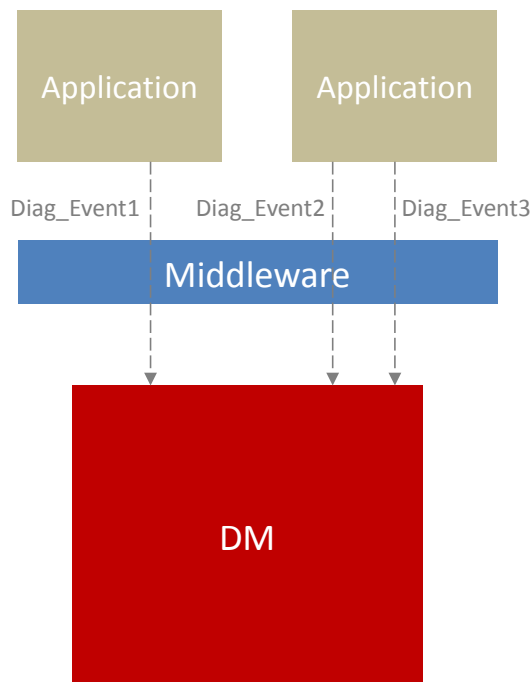 Application
Application
Diag_Event1
Diag_Event2
Diag_Event3
Middleware
DM